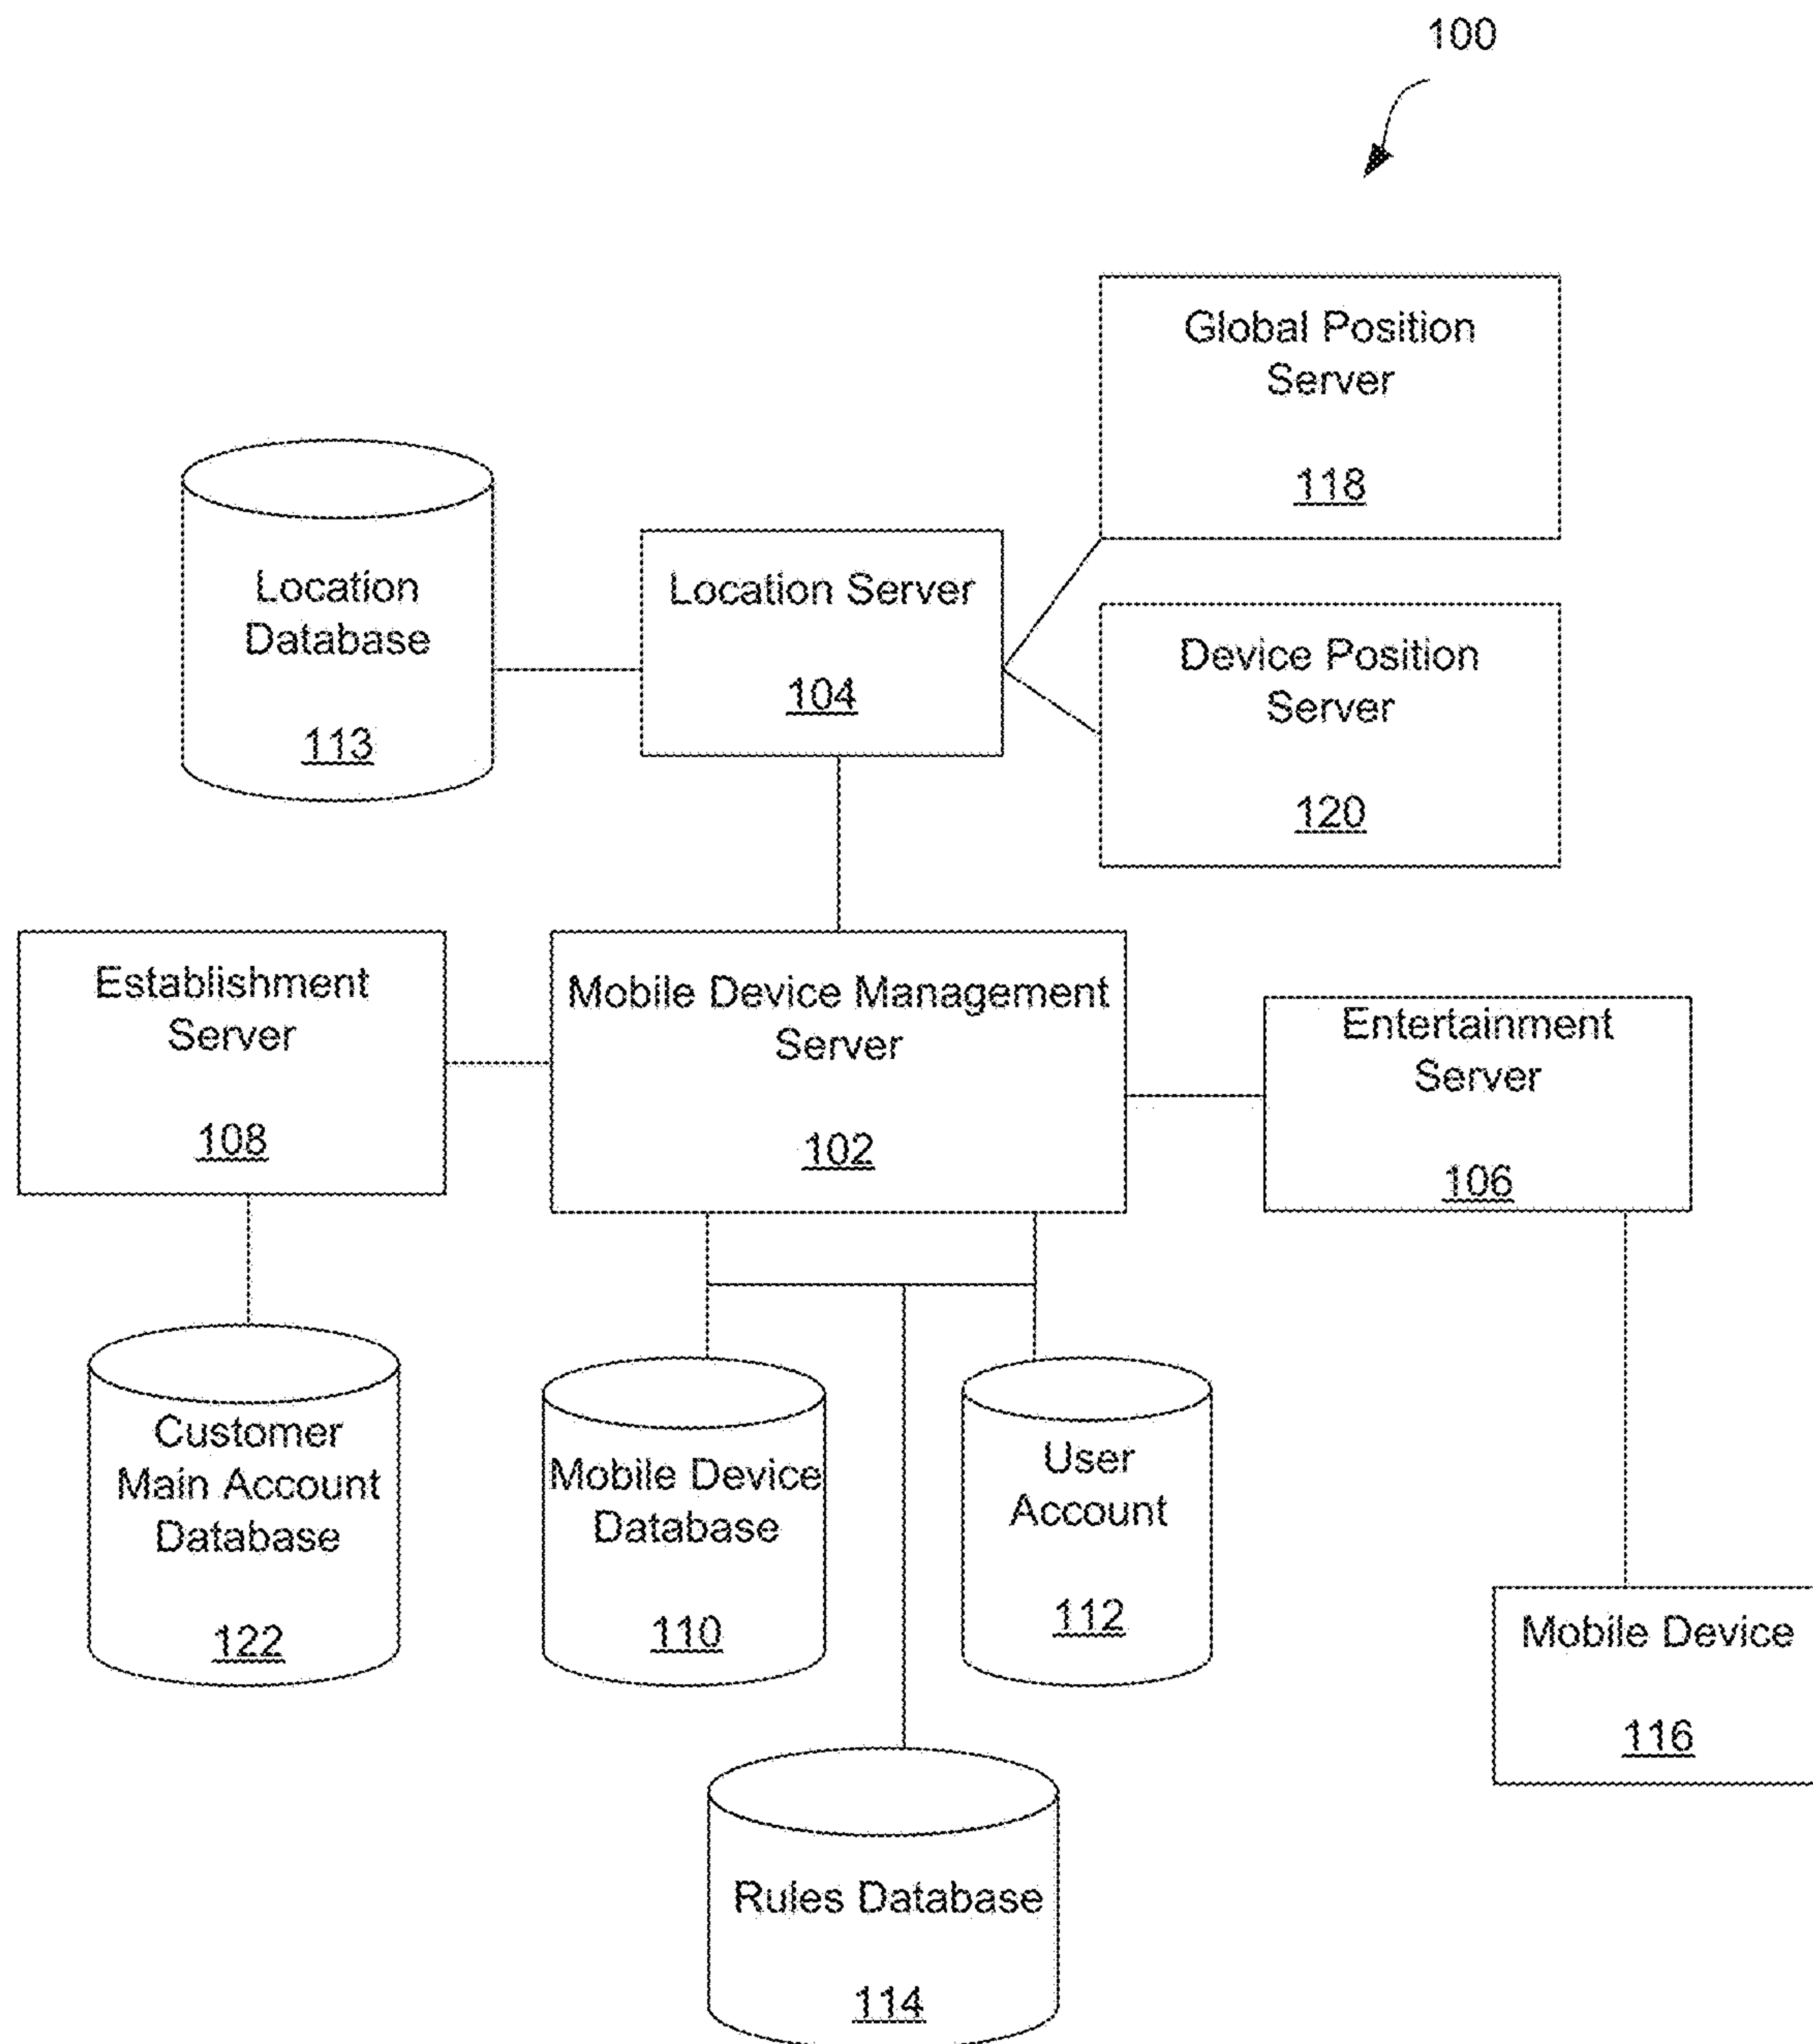 100
Global Position
Server
118
Location
Database
113
Location Server
104
Device Position
Server
120
Establishment
Server
108
Mobile Device Management
Server
102
Entertainment
Server
106
Customer
Main Account
Database
122
Mobile Device
Database
110
User
Account
112
Mobile Device
116
Rules Database
114